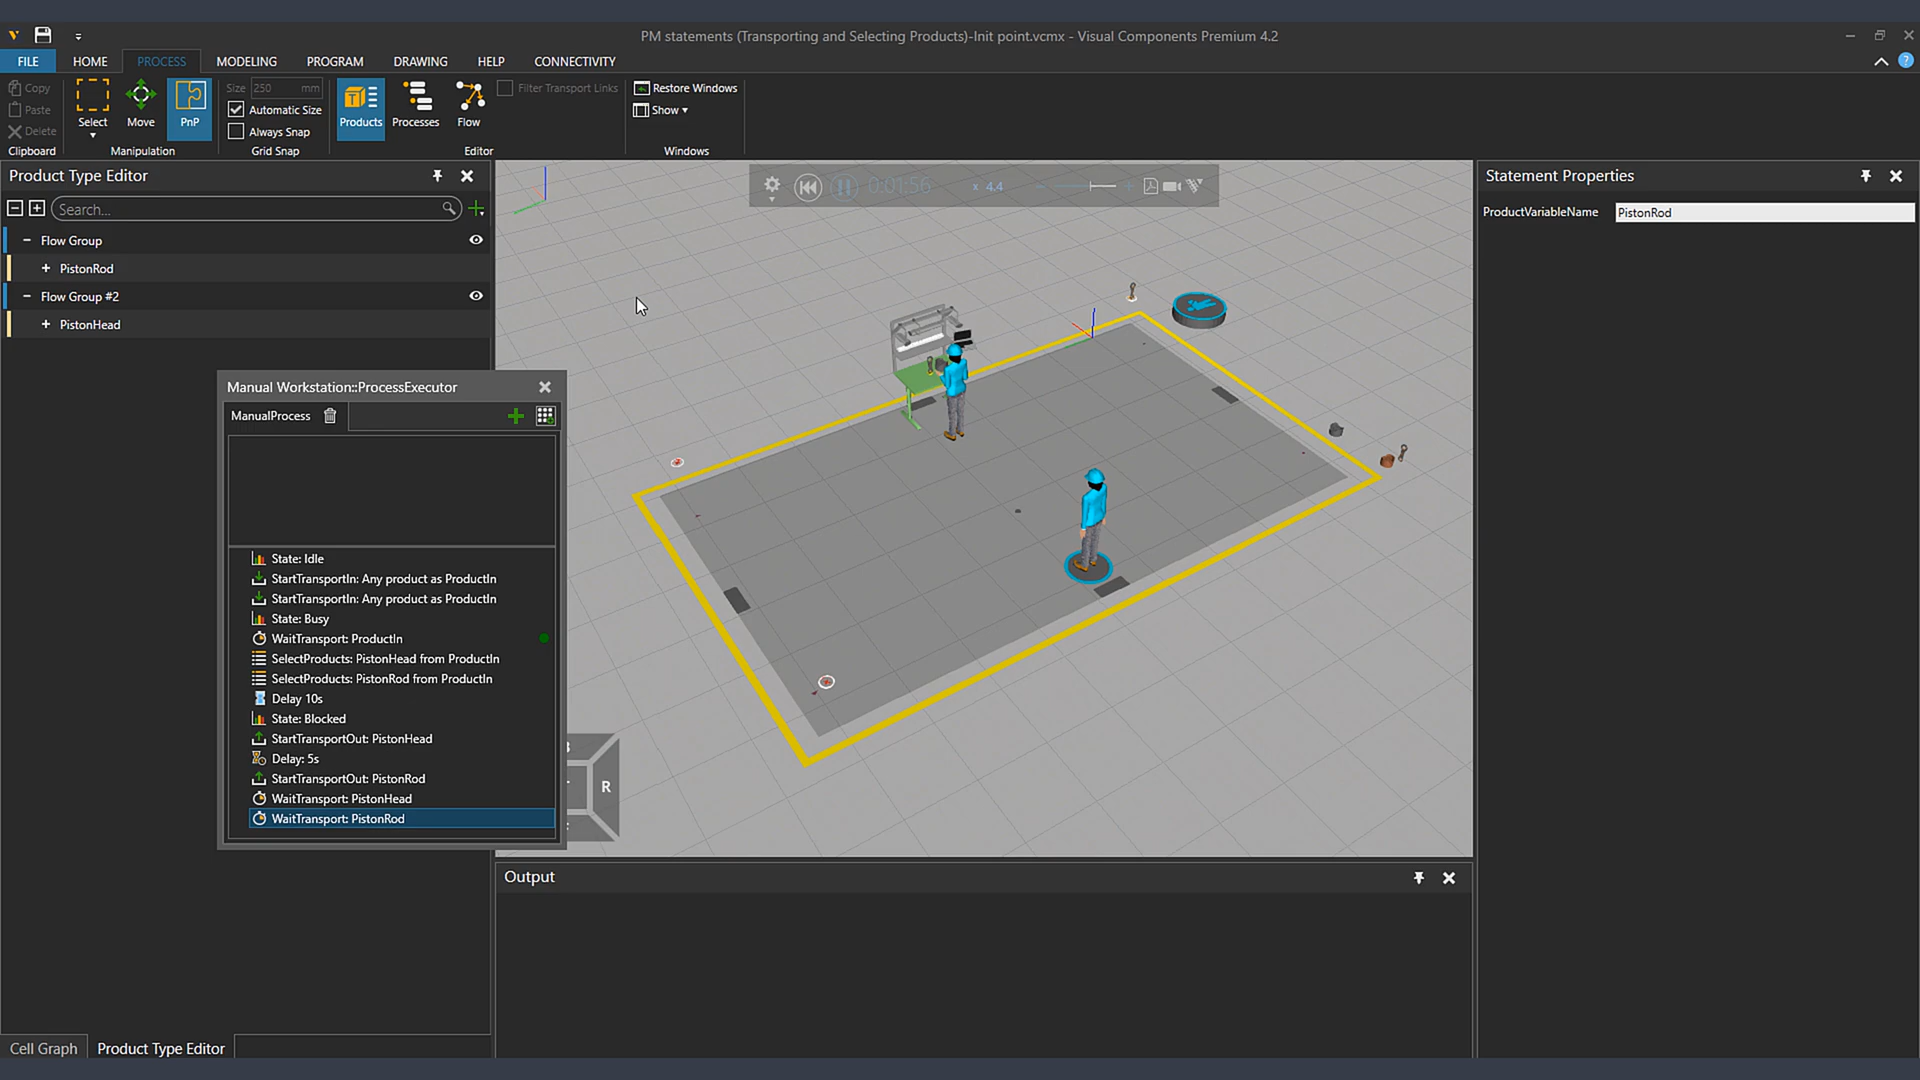 PM statements (Transporting and Selecting Products)-Init point.vcmx - Visual Components Premium 4.2
FILE HOME PROCESS MODELING PROGRAM DRAWING HELP CONNECTIVITY
Copy
Paste
Delete
Clipboard
Select
Move
PnP
Manipulation
Size 250 mm
Automatic Size
Always Snap
Grid Snap
Products
Processes
Flow
Filter Transport Links
Editor
Restore Windows
Show
Windows
Product Type Editor
Search...
Flow Group
PistonRod
Flow Group #2
PistonHead
Manual Workstation::ProcessExecutor
ManualProcess
State: Idle
StartTransportIn: Any product as ProductIn
StartTransportIn: Any product as ProductIn
State: Busy
WaitTransport: ProductIn
SelectProducts: PistonHead from ProductIn
SelectProducts: PistonRod from ProductIn
Delay 10s
State: Blocked
StartTransportOut: PistonHead
Delay: 5s
StartTransportOut: PistonRod
WaitTransport: PistonHead
WaitTransport: PistonRod
0:01:56 x 4.4
R
Output
Statement Properties
ProductVariableName PistonRod
Cell Graph Product Type Editor